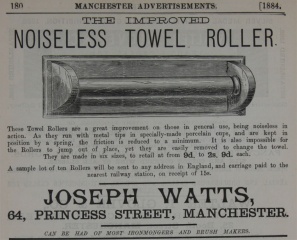 180 MANCHESTER ADVERTISEMENTS. [1884,
THE IMPROVED
NOISELESS TOWEL ROLLER.
These Towel Rollers are a great improvement on those in general use, being noiseless in
action. As they run with metal tips in specially-made porcelain cups, and are kept in
position by a spring, the friction is reduced to a minimum. It is also impossible for
the Rollers to jump out of place, yet they are easily removed to change the towel.
They are made in six sizes, to retail at from 9d. to 2s. 9d. each.
A sample lot of ten Rollers will be sent to any address in England, and carriage paid to the
nearest railway station, on receipt of 15s.
JOSEPH WATTS,
64, PRINCESS STREET, MANCHESTER.
CAN BE HAD OF MOST IRONMONGERS AND BRUSH MAKERS.